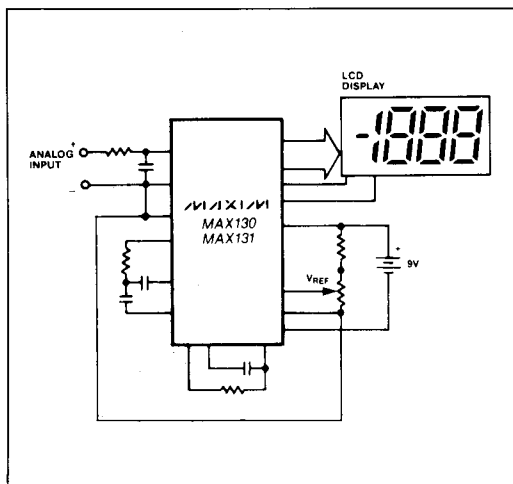 LCD
DISPLAY
-1888
+
ANALOG
INPUT
−
MAXIM
MAX130
MAX131
+
9V
VREF